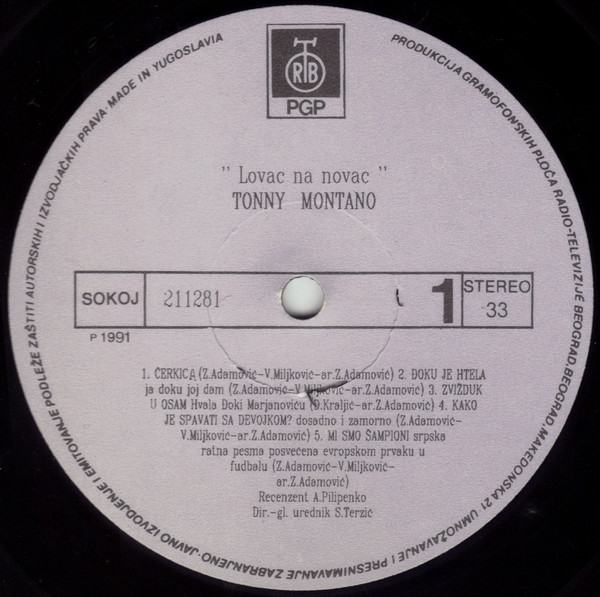 RTB
PGP
PRODUKCIJA GRAMOFONSKIH PLOČA RADIO-TELEVIZIJE BEOGRAD, BEOGRAD, MAKEDONSKA 21 · UMNOŽAVANJE I PRESNIMAVANJE ZABRANJENO · JAVNO IZVODJENJE I EMITOVANJE PODLEŽE ZAŠTITI AUTORSKIH I IZVODJAČKIH PRAVA · MADE IN YUGOSLAVIA
" Lovac na novac "
TONNY MONTANO
SOKOJ 211281 1 STEREO 33
P 1991
1. ČERKICA (Z.Adamović-V.Miljković-ar.Z.Adamović) 2. ĐOKU JE HTELA
ja doku joj dam (Z.Adamović-V.Miljković-ar.Z.Adamović) 3. ZVIŽDUK
U OSAM Hvala Đoki Marjanoviću (D.Kraljić-ar.Z.Adamović) 4. KAKO
JE SPAVATI SA DEVOJKOM? dosadno i zamorno (Z.Adamović-
V.Miljković-ar.Z.Adamović) 5. MI SMO ŠAMPIONI srpska
ratna pesma posvećena evropskom prvaku u
fudbalu (Z.Adamović-V.Miljković-
ar.Z.Adamović)
Recenzent A.Pilipenko
Dir.-gl. urednik S.Terzić